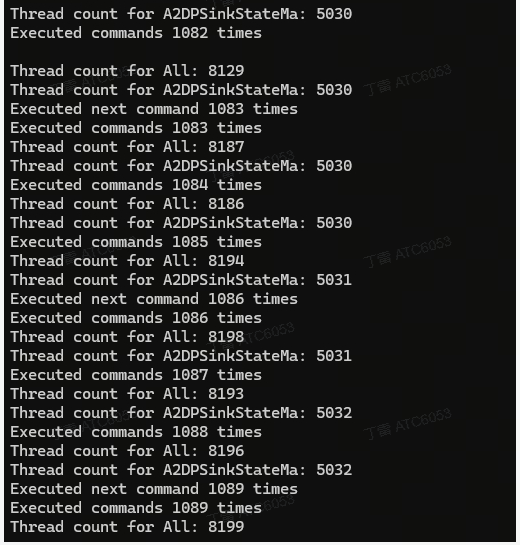 Thread count for A2DPSinkStateMa: 5030
Executed commands 1082 times
Thread count for All: 8129
Thread count for A2DPSinkStateMa: 5030
Executed next command 1083 times
Executed commands 1083 times
Thread count for All: 8187
Thread count for A2DPSinkStateMa: 5030
Executed commands 1084 times
Thread count for All: 8186
Thread count for A2DPSinkStateMa: 5030
Executed commands 1085 times
Thread count for All: 8194
Thread count for A2DPSinkStateMa: 5031
Executed next command 1086 times
Executed commands 1086 times
Thread count for All: 8198
Thread count for A2DPSinkStateMa: 5031
Executed commands 1087 times
Thread count for All: 8193
Thread count for A2DPSinkStateMa: 5032
Executed commands 1088 times
Thread count for All: 8196
Thread count for A2DPSinkStateMa: 5032
Executed next command 1089 times
Executed commands 1089 times
Thread count for All: 8199
ATC6053
ATC6053
ATC6053